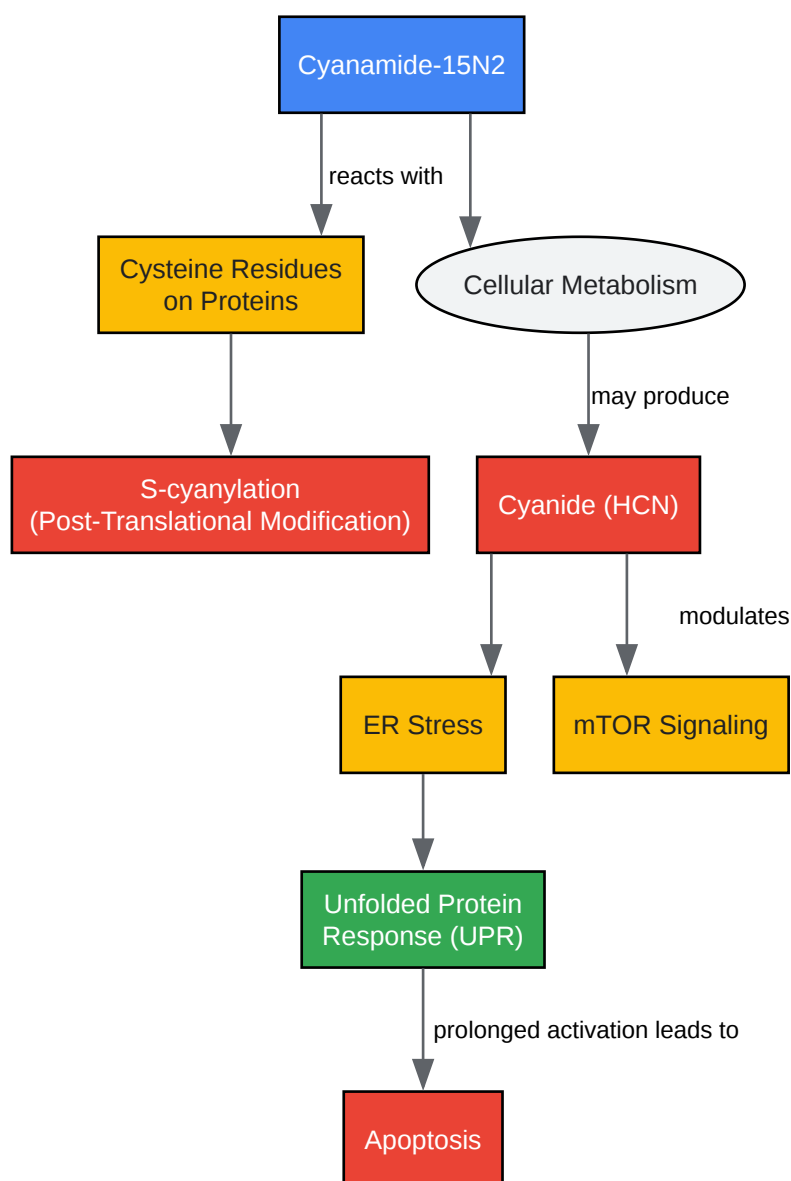 Cyanamide-15N2
reacts with
Cysteine Residues
on Proteins
Cellular Metabolism
may produce
S-cyanylation
(Post-Translational Modification)
Cyanide (HCN)
modulates
ER Stress
mTOR Signaling
Unfolded Protein
Response (UPR)
prolonged activation leads to
Apoptosis